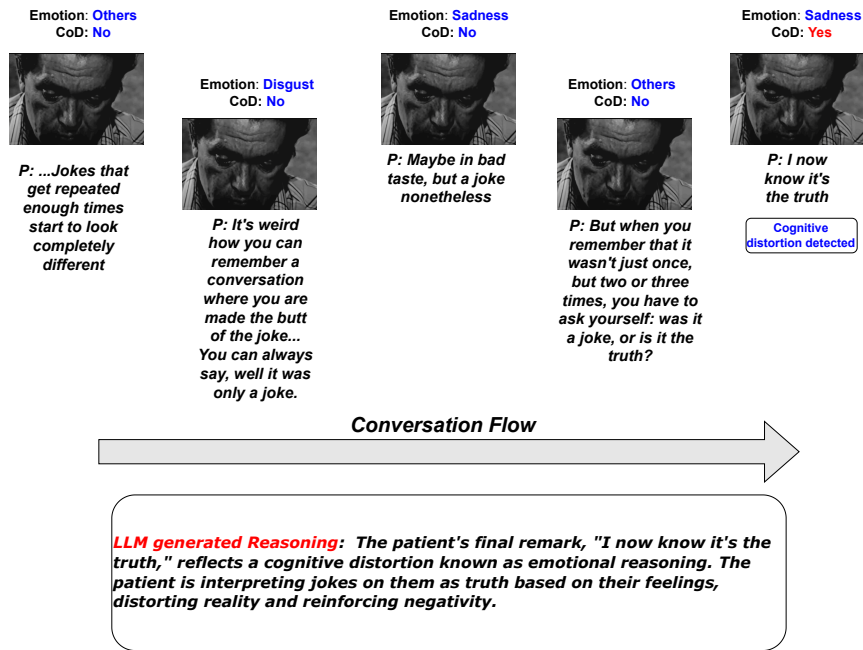 Emotion: Others
CoD: No
P: ...Jokes that
get repeated
enough times
start to look
completely
different
Emotion: Disgust
CoD: No
P: It's weird
how you can
remember a
conversation
where you are
made the butt
of the joke...
You can always
say, well it was
only a joke.
Emotion: Sadness
CoD: No
P: Maybe in bad
taste, but a joke
nonetheless
Emotion: Others
CoD: No
P: But when you
remember that it
wasn't just once,
but two or three
times, you have to
ask yourself: was it
a joke, or is it the
truth?
Emotion: Sadness
CoD: Yes
P: I now
know it's
the truth
Cognitive
distortion detected
Conversation Flow
LLM generated Reasoning: The patient's final remark, "I now know it's the
truth," reflects a cognitive distortion known as emotional reasoning. The
patient is interpreting jokes on them as truth based on their feelings,
distorting reality and reinforcing negativity.